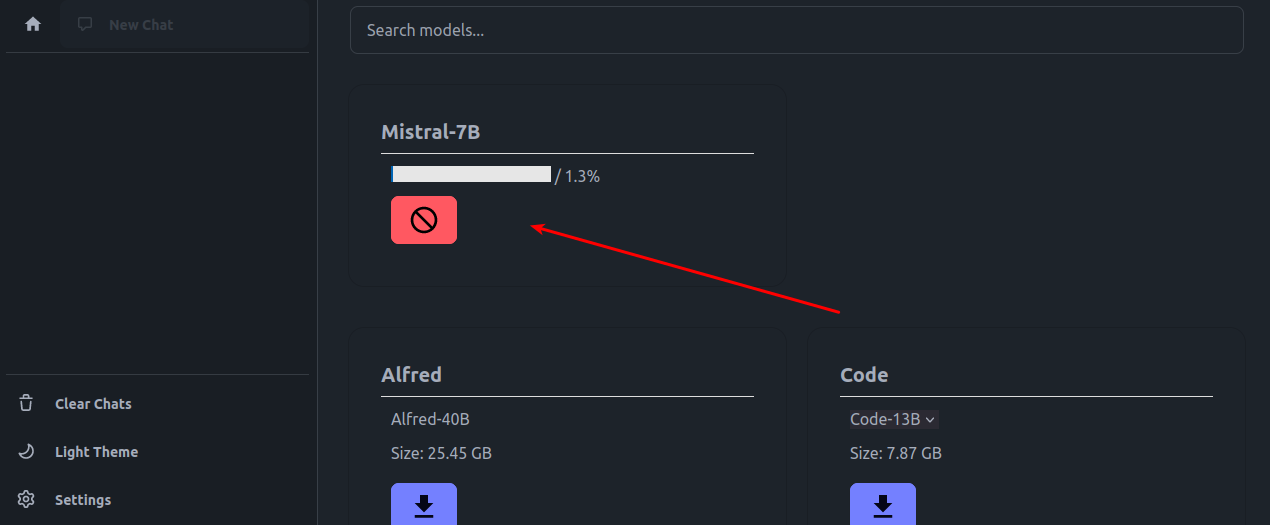 New Chat
Search models...
Mistral-7B
/ 1.3%
Alfred
Alfred-40B
Size: 25.45 GB
Code
Code-13B
Size: 7.87 GB
Clear Chats
Light Theme
Settings